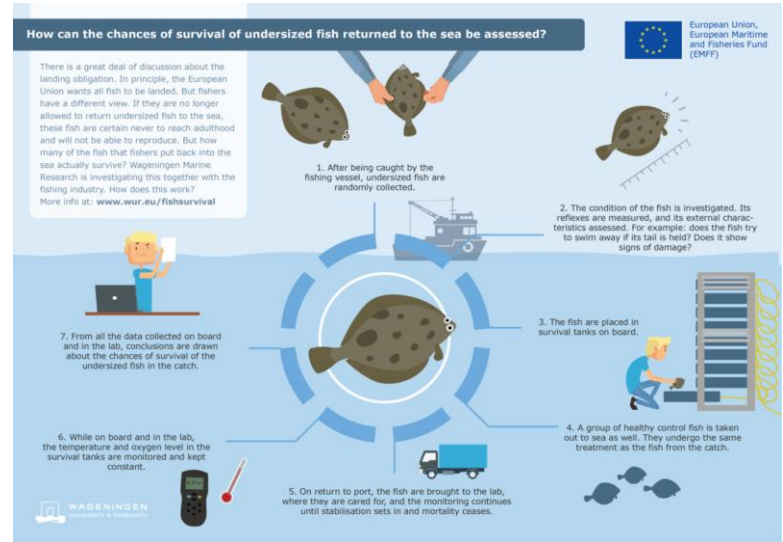 How can the chances of survival of undersized fish returned to the sea be assessed?
European Union,
European Maritime
and Fisheries Fund
(EMFF)
There is a great deal of discussion about the
landing obligation. In principle, the European
Union wants all fish to be landed. But fishers
have a different view. If they are no longer
allowed to return undersized fish to the sea,
these fish are certain never to reach adulthood
and will not be able to reproduce. But how
many of the fish that fishers put back into the
sea actually survive? Wageningen Marine
Research is investigating this together with the
fishing industry. How does this work?
More info at: www.wur.eu/fishsurvival
1. After being caught by the
fishing vessel, undersized fish are
randomly collected.
2. The condition of the fish is investigated. Its
reflexes are measured, and its external charac-
teristics assessed. For example: does the fish try
to swim away if its tail is held? Does it show
signs of damage?
3. The fish are placed in
survival tanks on board.
4. A group of healthy control fish is taken
out to sea as well. They undergo the same
treatment as the fish from the catch.
5. On return to port, the fish are brought to the lab,
where they are cared for, and the monitoring continues
until stabilisation sets in and mortality ceases.
6. While on board and in the lab,
the temperature and oxygen level in the
survival tanks are monitored and kept
constant.
7. From all the data collected on board
and in the lab, conclusions are drawn
about the chances of survival of the
undersized fish in the catch.
WAGENINGEN
UNIVERSITY & RESEARCH